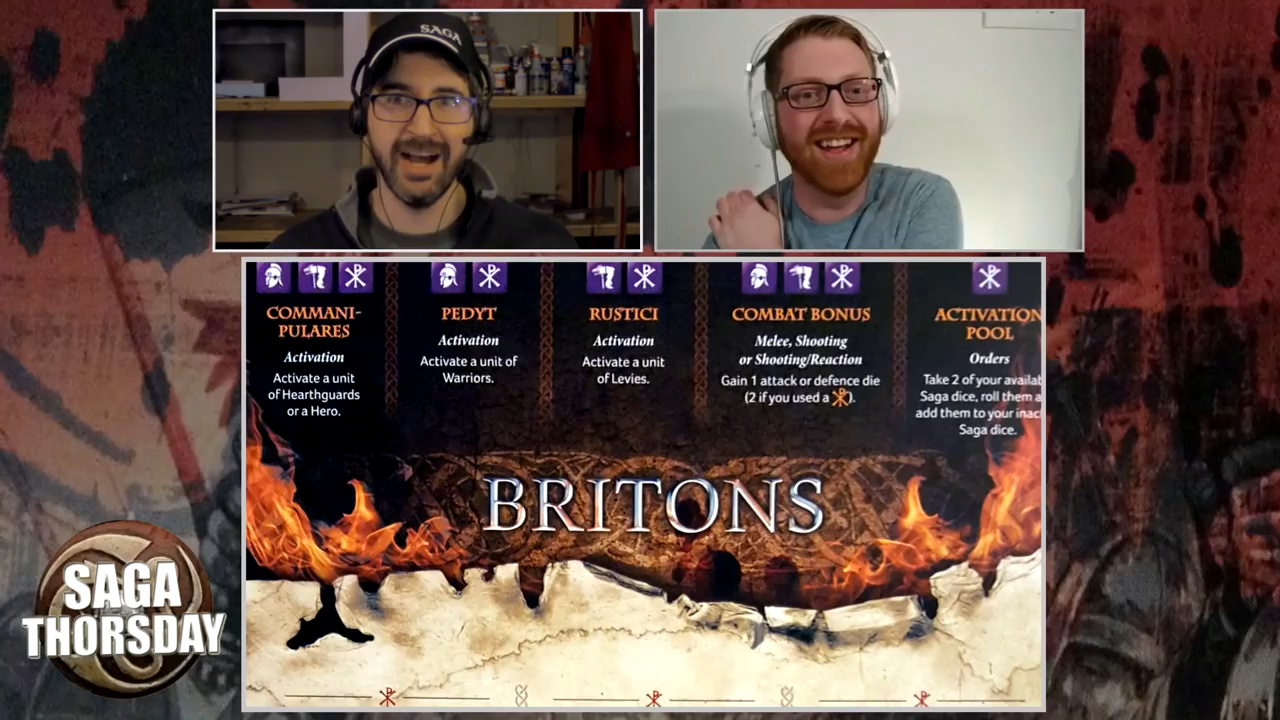 SAGA
COMMANI-
PULARES
Activation
Activate a unit
of Hearthguards
or a Hero.
PEDYT
Activation
Activate a unit of
Warriors.
RUSTICI
Activation
Activate a unit
of Levies.
COMBAT BONUS
Melee, Shooting
or Shooting/Reaction
Gain 1 attack or defence die
(2 if you used a ).
ACTIVATION
POOL
Orders
Take 2 of your availab
Saga dice, roll them a
add them to your inac
Saga dice.
BRITONS
SAGA
THORSDAY